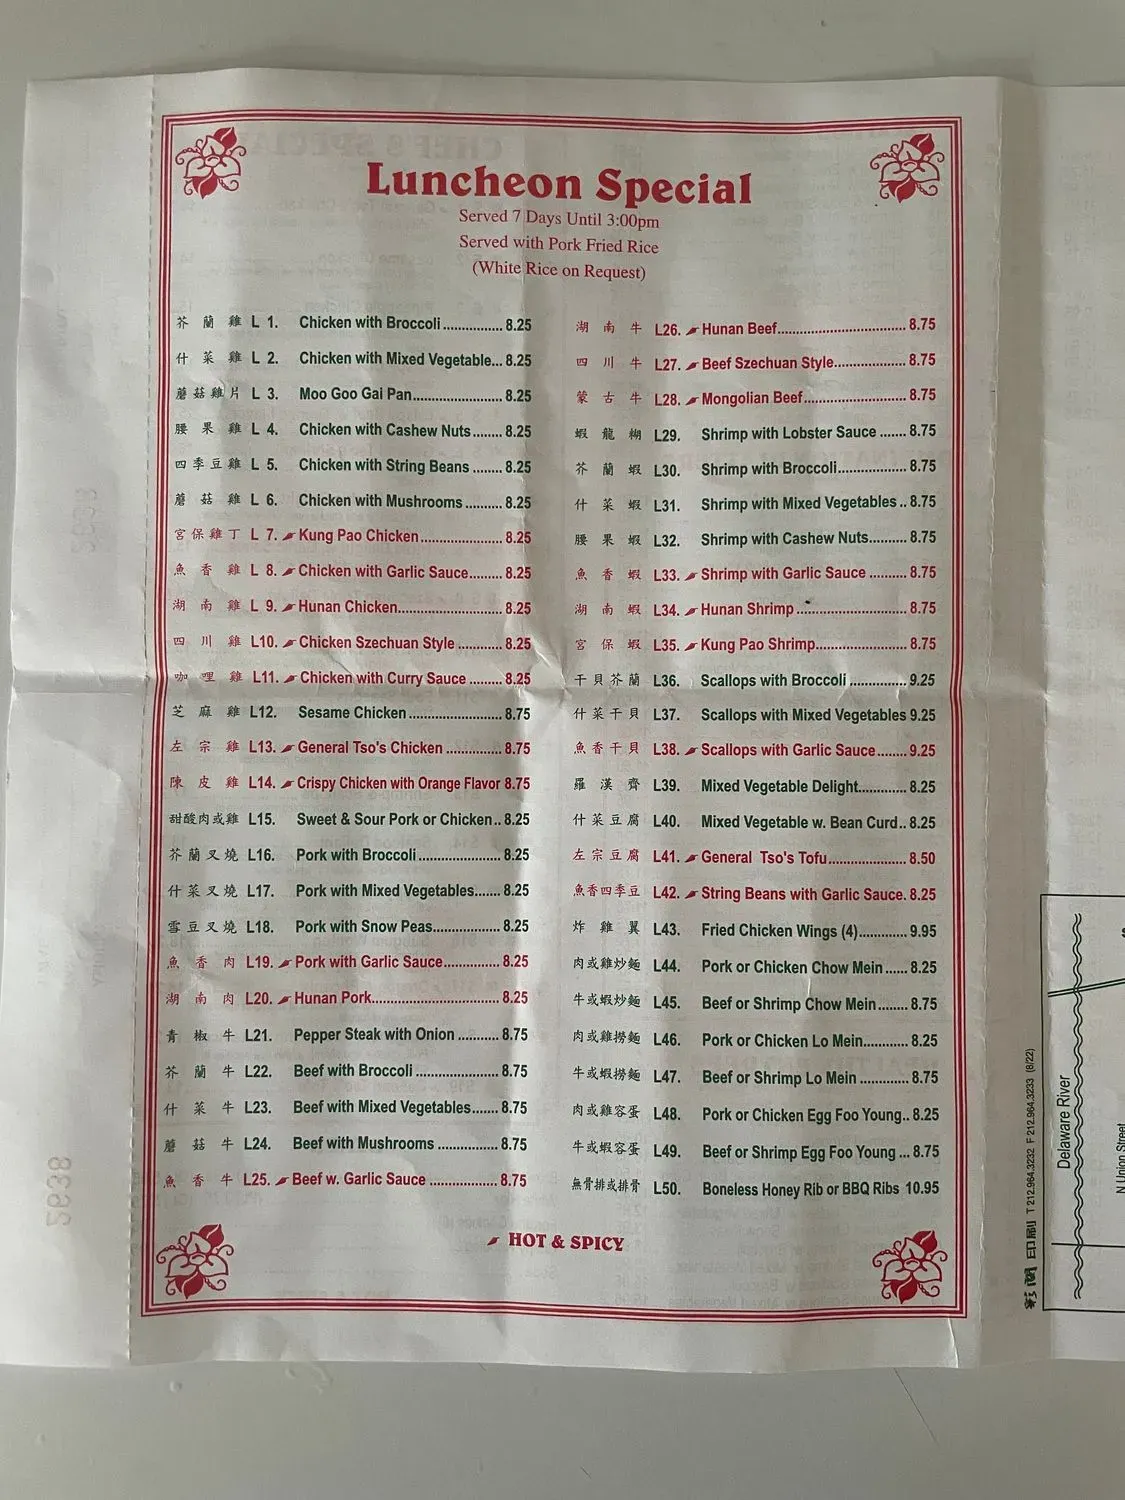 Luncheon Special
Served 7 Days Until 3:00pm
Served with Pork Fried Rice
(White Rice on Request)
芥蘭雞 L 1. Chicken with Broccoli ............... 8.25
什菜雞 L 2. Chicken with Mixed Vegetable... 8.25
蘑菇雞片 L 3. Moo Goo Gai Pan....................... 8.25
腰果雞 L 4. Chicken with Cashew Nuts........ 8.25
四季豆雞 L 5. Chicken with String Beans ......... 8.25
蘑菇雞 L 6. Chicken with Mushrooms .......... 8.25
宮保雞丁 L 7. Kung Pao Chicken..................... 8.25
魚香雞 L 8. Chicken with Garlic Sauce......... 8.25
湖南雞 L 9. Hunan Chicken.......................... 8.25
四川雞 L10. Chicken Szechuan Style ........... 8.25
咖哩雞 L11. Chicken with Curry Sauce ........ 8.25
芝麻雞 L12. Sesame Chicken ....................... 8.75
左宗雞 L13. General Tso's Chicken .............. 8.75
陳皮雞 L14. Crispy Chicken with Orange Flavor 8.75
甜酸肉或雞 L15. Sweet & Sour Pork or Chicken.. 8.25
芥蘭叉燒 L16. Pork with Broccoli ..................... 8.25
什菜叉燒 L17. Pork with Mixed Vegetables....... 8.25
雪豆叉燒 L18. Pork with Snow Peas................. 8.25
魚香肉 L19. Pork with Garlic Sauce.............. 8.25
湖南肉 L20. Hunan Pork................................ 8.25
青椒牛 L21. Pepper Steak with Onion .......... 8.75
芥蘭牛 L22. Beef with Broccoli ..................... 8.75
什菜牛 L23. Beef with Mixed Vegetables....... 8.75
蘑菇牛 L24. Beef with Mushrooms ............... 8.75
魚香牛 L25. Beef w. Garlic Sauce ................. 8.75
湖南牛 L26. Hunan Beef................................ 8.75
四川牛 L27. Beef Szechuan Style.................. 8.75
蒙古牛 L28. Mongolian Beef.......................... 8.75
蝦龍糊 L29. Shrimp with Lobster Sauce ...... 8.75
芥蘭蝦 L30. Shrimp with Broccoli................. 8.75
什菜蝦 L31. Shrimp with Mixed Vegetables .. 8.75
腰果蝦 L32. Shrimp with Cashew Nuts......... 8.75
魚香蝦 L33. Shrimp with Garlic Sauce ......... 8.75
湖南蝦 L34. Hunan Shrimp ........................... 8.75
宮保蝦 L35. Kung Pao Shrimp....................... 8.75
干貝芥蘭 L36. Scallops with Broccoli ............... 9.25
什菜干貝 L37. Scallops with Mixed Vegetables 9.25
魚香干貝 L38. Scallops with Garlic Sauce........ 9.25
羅漢齊 L39. Mixed Vegetable Delight............ 8.25
什菜豆腐 L40. Mixed Vegetable w. Bean Curd.. 8.25
左宗豆腐 L41. General Tso's Tofu.................... 8.50
魚香四季豆 L42. String Beans with Garlic Sauce. 8.25
炸雞翼 L43. Fried Chicken Wings (4)............ 9.95
肉或雞炒麵 L44. Pork or Chicken Chow Mein ...... 8.25
牛或蝦炒麵 L45. Beef or Shrimp Chow Mein ........ 8.75
肉或雞撈麵 L46. Pork or Chicken Lo Mein........... 8.25
牛或蝦撈麵 L47. Beef or Shrimp Lo Mein ............ 8.75
肉或雞容蛋 L48. Pork or Chicken Egg Foo Young.. 8.25
牛或蝦容蛋 L49. Beef or Shrimp Egg Foo Young ... 8.75
無骨排或排骨 L50. Boneless Honey Rib or BBQ Ribs 10.95
HOT & SPICY
印刷 T 212.964.3232 F 212.964.3233 (8/22)
Delaware River
N Union Street